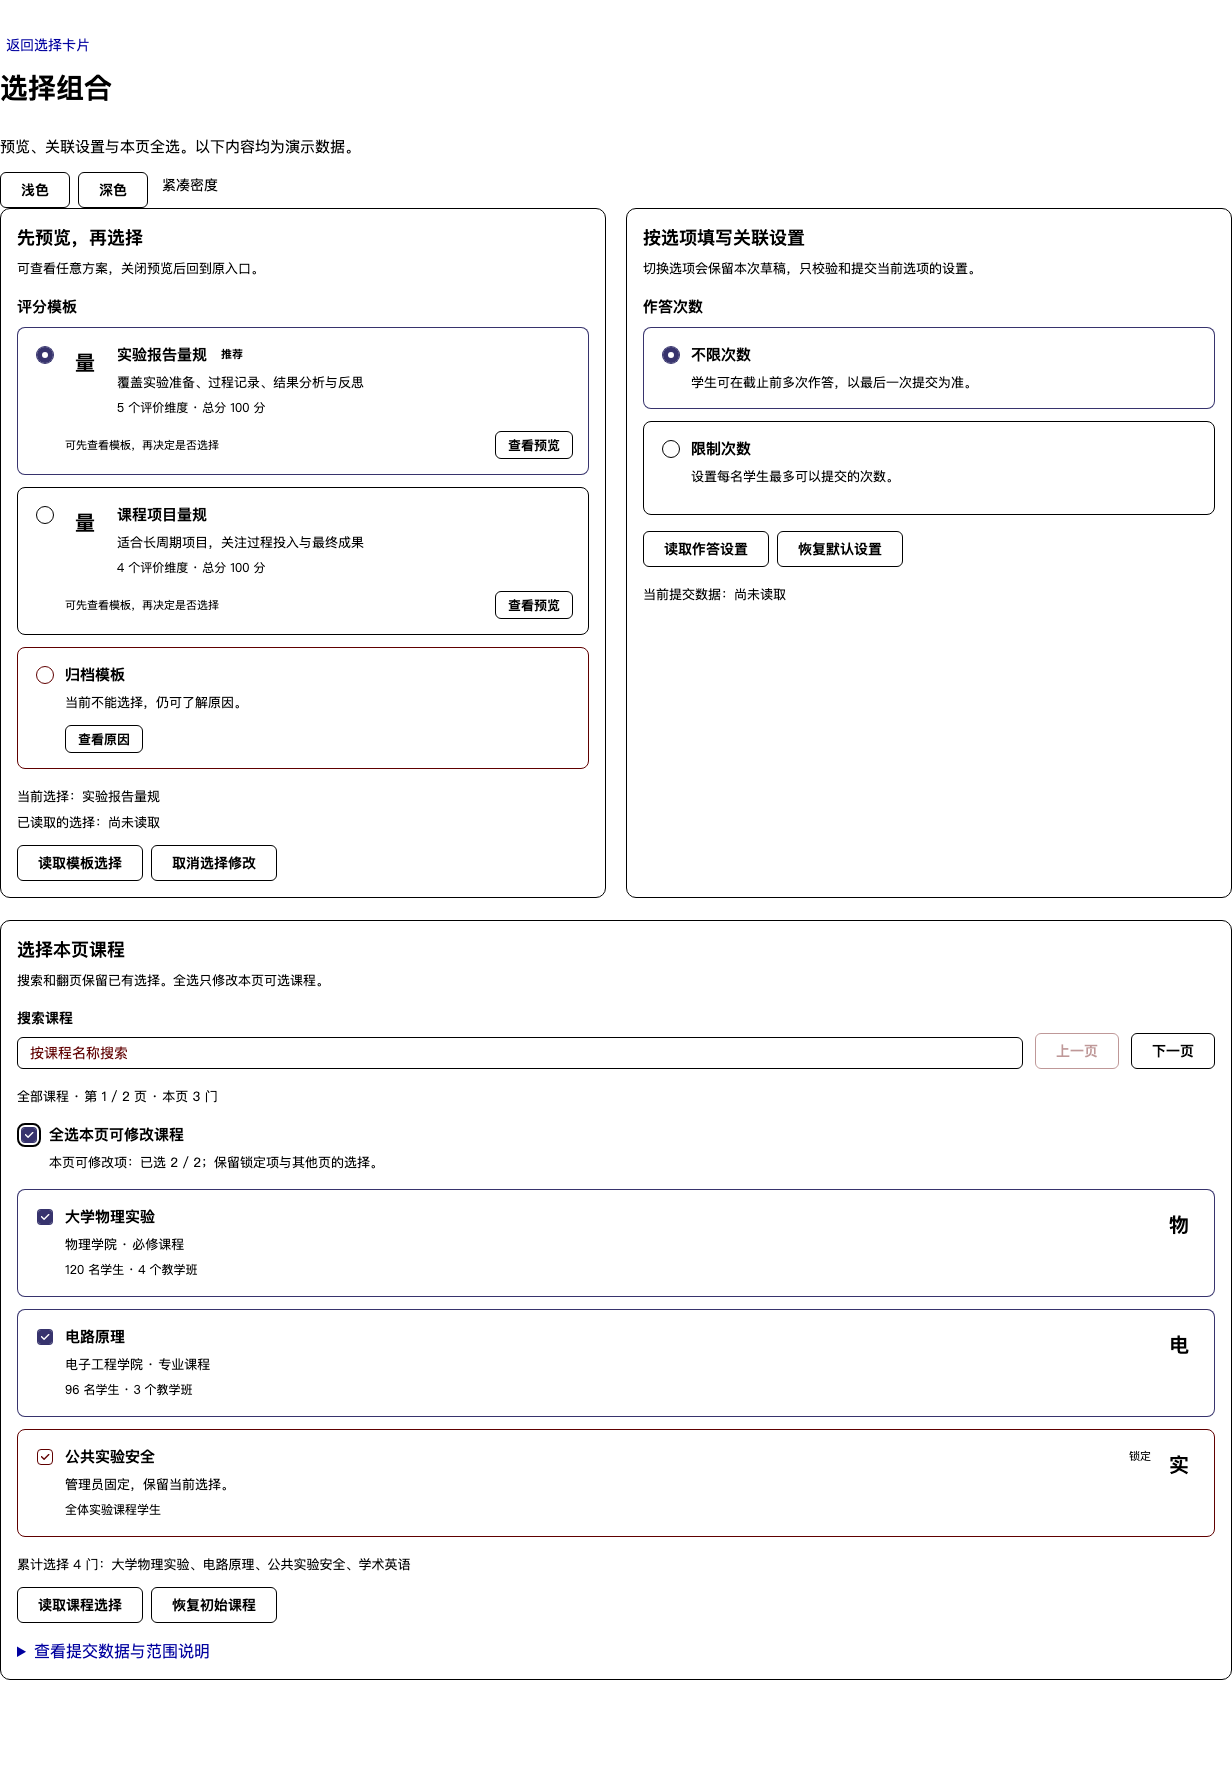 返回选择卡片
选择组合
预览、关联设置与本页全选。以下内容均为演示数据。
浅色 深色 紧凑密度
先预览，再选择
可查看任意方案，关闭预览后回到原入口。
评分模板
量 实验报告量规 推荐
覆盖实验准备、过程记录、结果分析与反思
5 个评价维度 · 总分 100 分
可先查看模板，再决定是否选择 查看预览
量 课程项目量规
适合长周期项目，关注过程投入与最终成果
4 个评价维度 · 总分 100 分
可先查看模板，再决定是否选择 查看预览
归档模板
当前不能选择，仍可了解原因。
查看原因
当前选择：实验报告量规
已读取的选择：尚未读取
读取模板选择 取消选择修改
按选项填写关联设置
切换选项会保留本次草稿，只校验和提交当前选项的设置。
作答次数
不限次数
学生可在截止前多次作答，以最后一次提交为准。
限制次数
设置每名学生最多可以提交的次数。
读取作答设置 恢复默认设置
当前提交数据：尚未读取
选择本页课程
搜索和翻页保留已有选择。全选只修改本页可选课程。
搜索课程
按课程名称搜索 上一页 下一页
全部课程 · 第 1 / 2 页 · 本页 3 门
全选本页可修改课程
本页可修改项：已选 2 / 2；保留锁定项与其他页的选择。
大学物理实验 物
物理学院 · 必修课程
120 名学生 · 4 个教学班
电路原理 电
电子工程学院 · 专业课程
96 名学生 · 3 个教学班
公共实验安全 锁定 实
管理员固定，保留当前选择。
全体实验课程学生
累计选择 4 门：大学物理实验、电路原理、公共实验安全、学术英语
读取课程选择 恢复初始课程
查看提交数据与范围说明